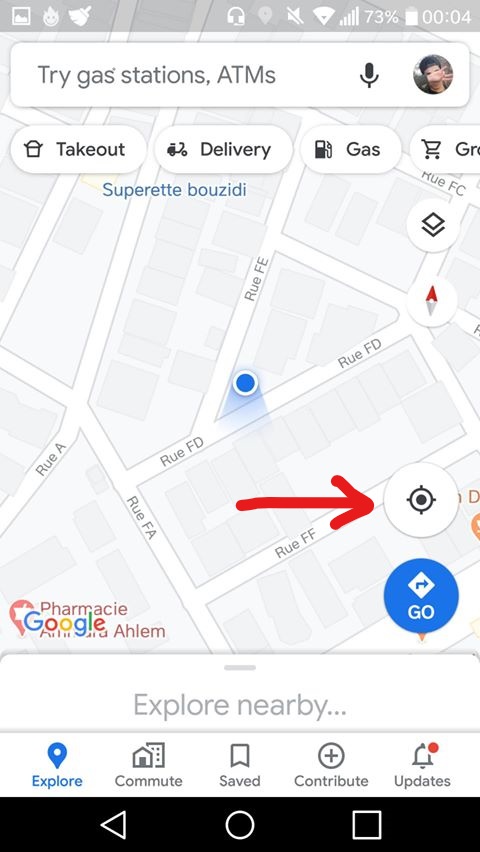 73% 00:04
Try gas stations, ATMs
Takeout
Delivery
Gas
Gro
Superette bouzidi
Rue FC
Rue FE
Rue FD
Rue FD
Rue A
Rue FA
Rue FF
n D
Pharmacie
Ahlem
Google
GO
Explore nearby...
Explore
Commute
Saved
Contribute
Updates